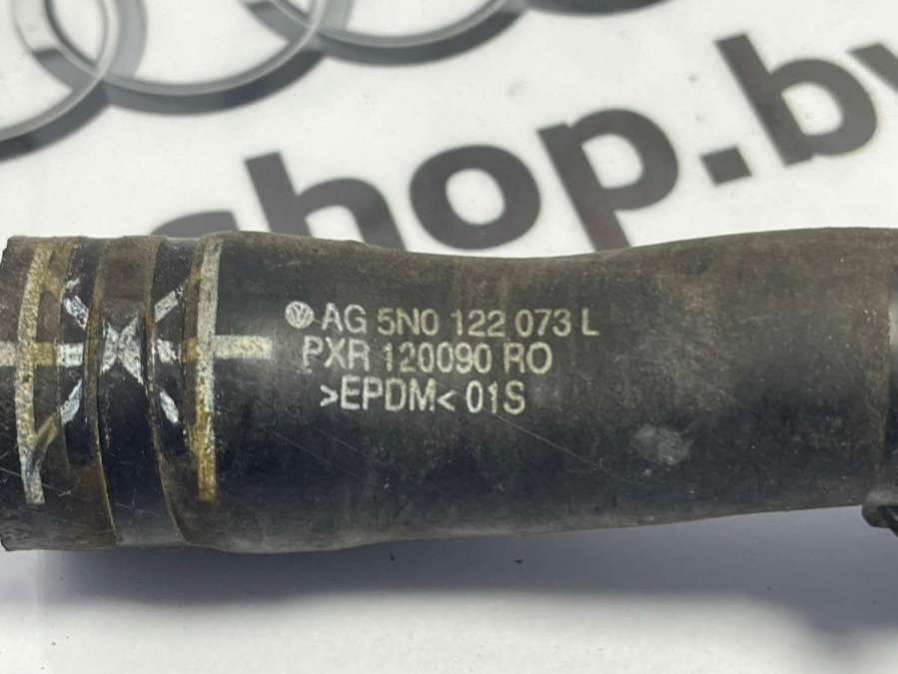 shop.by
AG 5N0 122 073 L
PXR 120090 RO
>EPDM< 01S